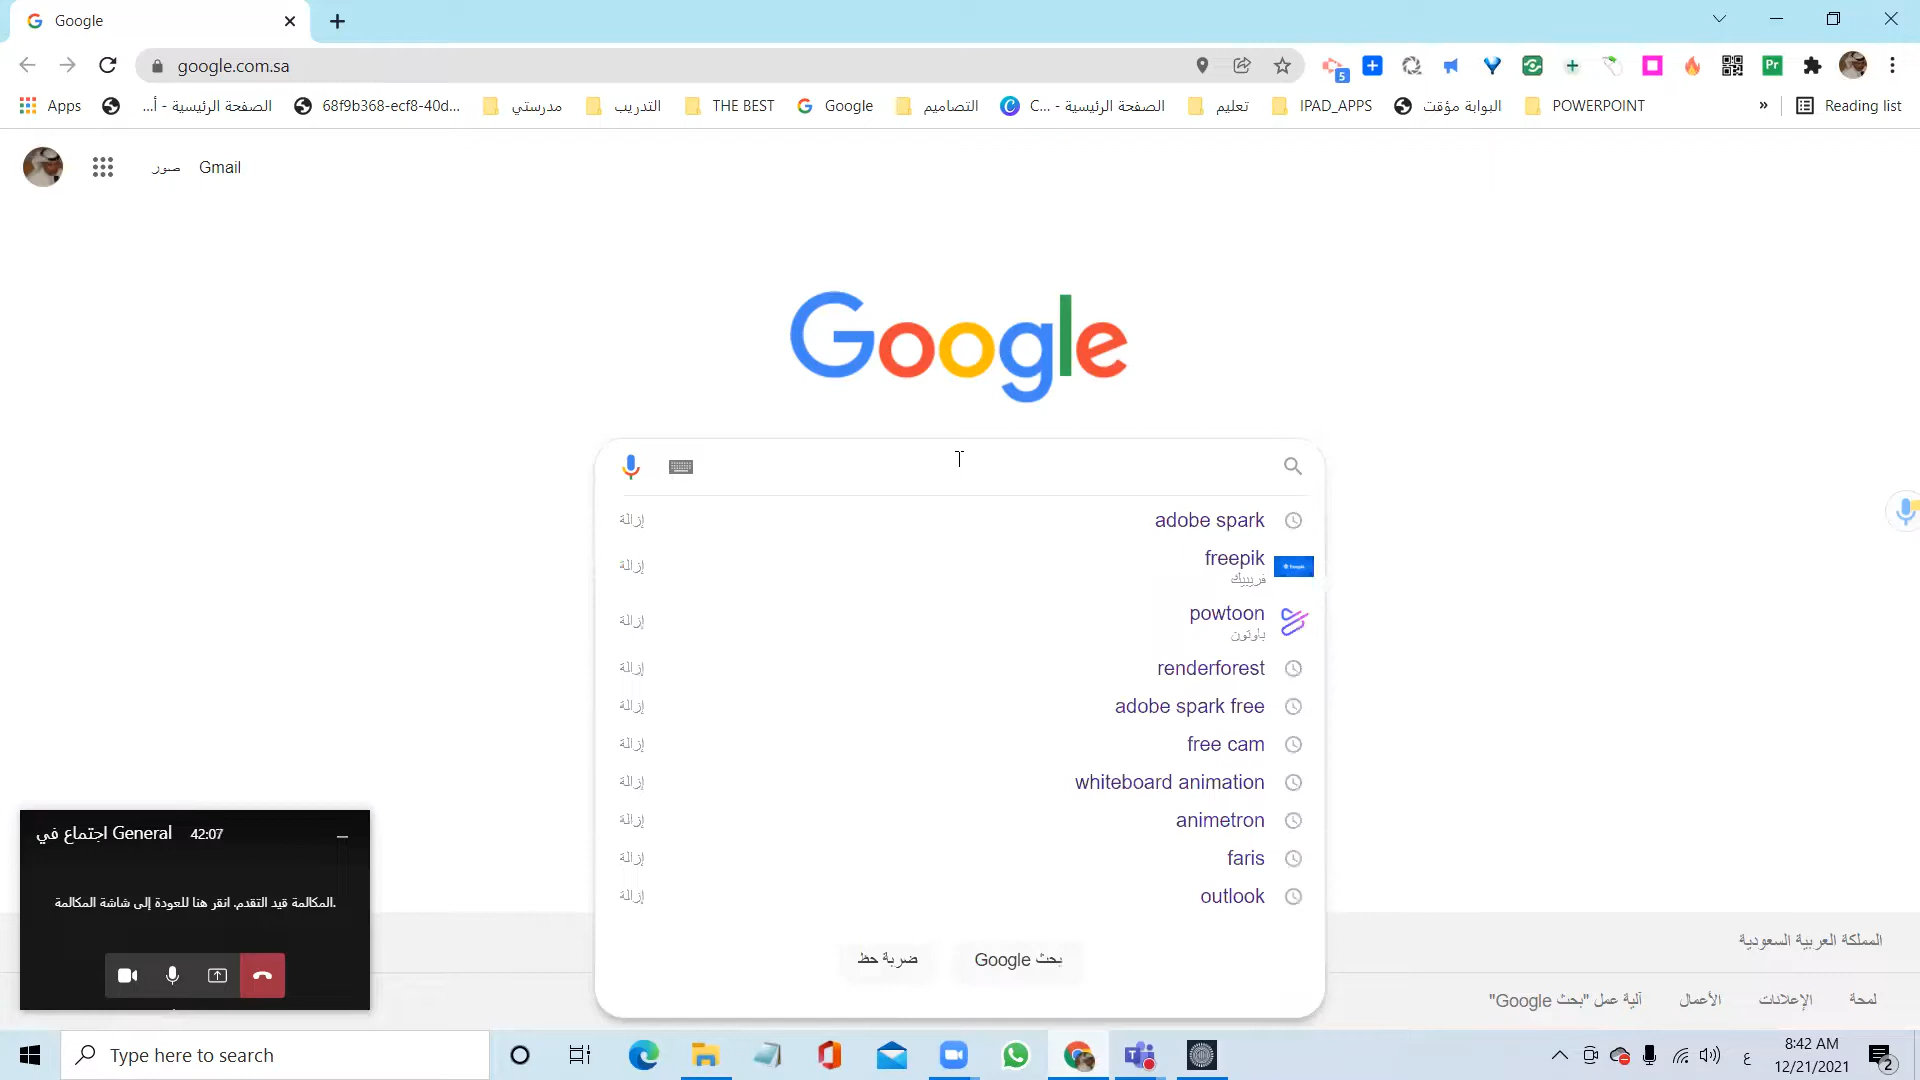 Google
google.com.sa
5
Pr
Apps
الصفحة الرئيسية - أ...
68f9b368-ecf8-40d...
مدرستي
التدريب
THE BEST
Google
التصاميم
الصفحة الرئيسية - C...
تعليم
IPAD_APPS
البوابة مؤقت
POWERPOINT
»
Reading list
صور
Gmail
Google
adobe spark
إزالة
freepik
فريبيك
إزالة
powtoon
باوتون
إزالة
renderforest
إزالة
adobe spark free
إزالة
free cam
إزالة
whiteboard animation
إزالة
animetron
إزالة
faris
إزالة
outlook
إزالة
بحث Google
ضربة حظ
اجتماع في General
42:07
المكالمة قيد التقدم. انقر هنا للعودة إلى شاشة المكالمة.
المملكة العربية السعودية
لمحة
الإعلانات
الأعمال
آلية عمل "بحث Google"
Type here to search
ع
8:42 AM
12/21/2021
2